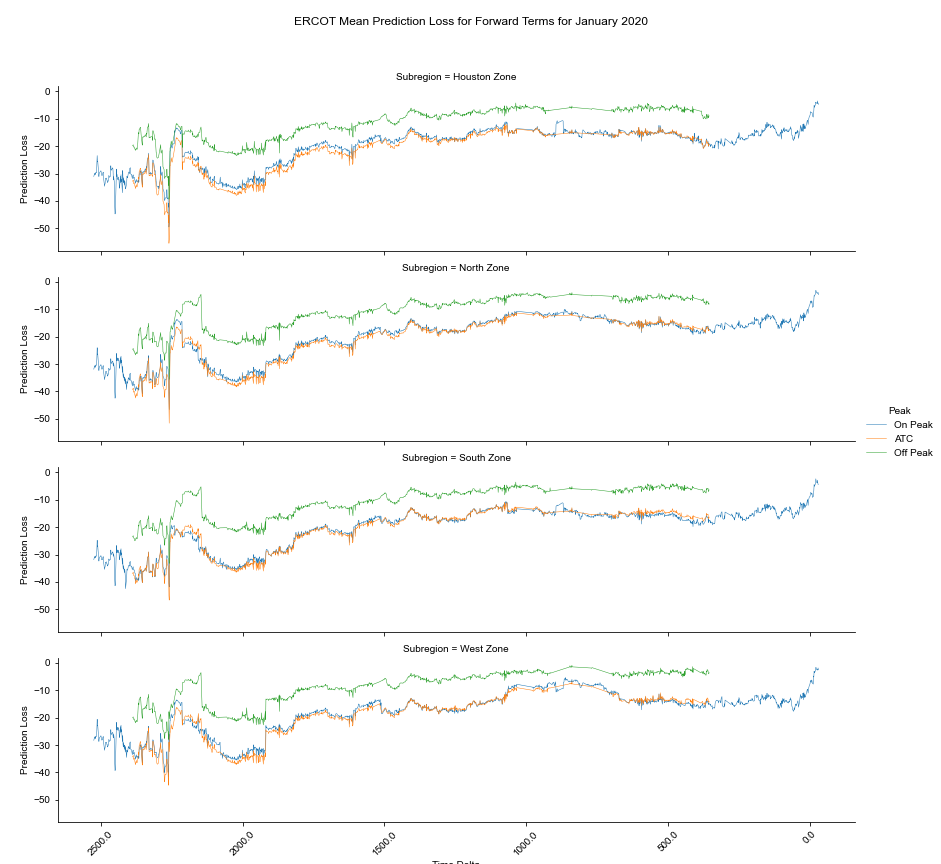 ERCOT Mean Prediction Loss for Forward Terms for January 2020
Subregion = Houston Zone
0
−10
−20
−30
−40
−50
Prediction Loss
Subregion = North Zone
0
−10
−20
−30
−40
−50
Prediction Loss
Peak
On Peak
ATC
Off Peak
Subregion = South Zone
0
−10
−20
−30
−40
−50
Prediction Loss
Subregion = West Zone
0
−10
−20
−30
−40
−50
Prediction Loss
2500.0
2000.0
1500.0
1000.0
500.0
0.0
Time Delta